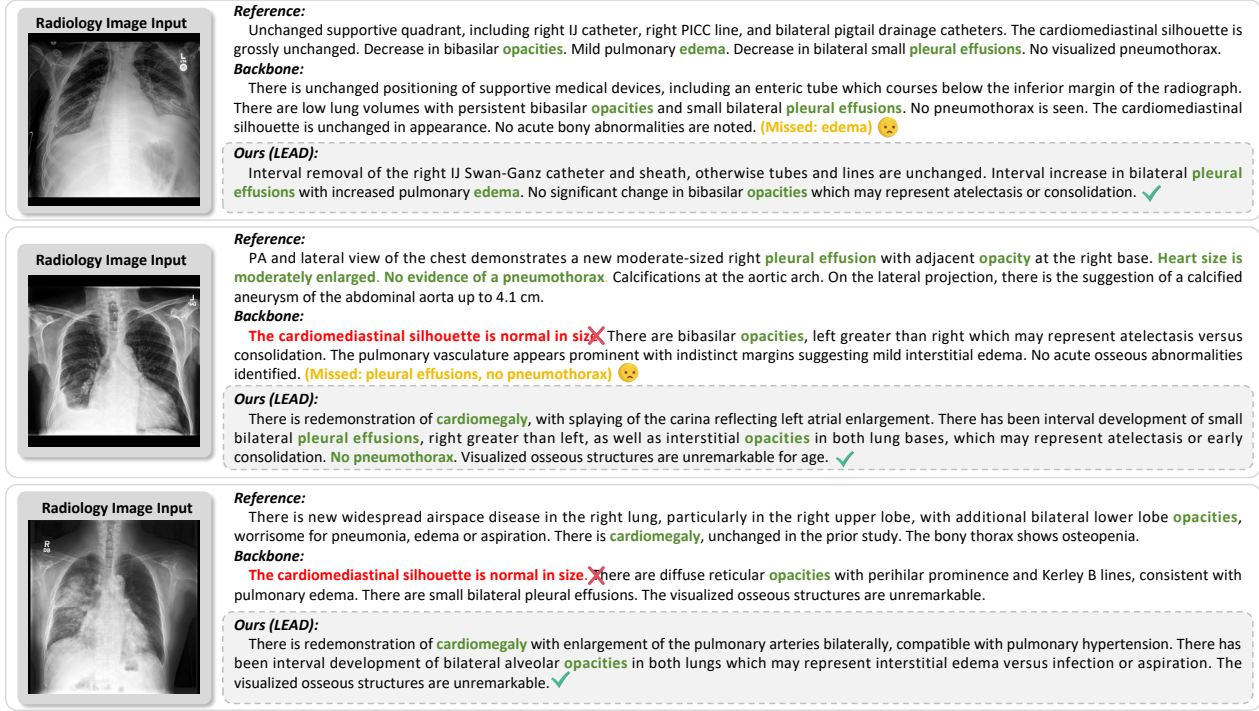 Radiology Image Input
Reference:
Unchanged supportive quadrant, including right IJ catheter, right PICC line, and bilateral pigtail drainage catheters. The cardiomediastinal silhouette is
grossly unchanged. Decrease in bibasilar opacities. Mild pulmonary edema. Decrease in bilateral small pleural effusions. No visualized pneumothorax.
Backbone:
There is unchanged positioning of supportive medical devices, including an enteric tube which courses below the inferior margin of the radiograph.
There are low lung volumes with persistent bibasilar opacities and small bilateral pleural effusions. No pneumothorax is seen. The cardiomediastinal
silhouette is unchanged in appearance. No acute bony abnormalities are noted. (Missed: edema)
Ours (LEAD):
Interval removal of the right IJ Swan-Ganz catheter and sheath, otherwise tubes and lines are unchanged. Interval increase in bilateral pleural
effusions with increased pulmonary edema. No significant change in bibasilar opacities which may represent atelectasis or consolidation.
Radiology Image Input
Reference:
PA and lateral view of the chest demonstrates a new moderate-sized right pleural effusion with adjacent opacity at the right base. Heart size is
moderately enlarged. No evidence of a pneumothorax. Calcifications at the aortic arch. On the lateral projection, there is the suggestion of a calcified
aneurysm of the abdominal aorta up to 4.1 cm.
Backbone:
The cardiomediastinal silhouette is normal in size. There are bibasilar opacities, left greater than right which may represent atelectasis versus
consolidation. The pulmonary vasculature appears prominent with indistinct margins suggesting mild interstitial edema. No acute osseous abnormalities
identified. (Missed: pleural effusions, no pneumothorax)
Ours (LEAD):
There is redemonstration of cardiomegaly, with splaying of the carina reflecting left atrial enlargement. There has been interval development of small
bilateral pleural effusions, right greater than left, as well as interstitial opacities in both lung bases, which may represent atelectasis or early
consolidation. No pneumothorax. Visualized osseous structures are unremarkable for age.
Radiology Image Input
R
Reference:
There is new widespread airspace disease in the right lung, particularly in the right upper lobe, with additional bilateral lower lobe opacities,
worrisome for pneumonia, edema or aspiration. There is cardiomegaly, unchanged in the prior study. The bony thorax shows osteopenia.
Backbone:
The cardiomediastinal silhouette is normal in size. There are diffuse reticular opacities with perihilar prominence and Kerley B lines, consistent with
pulmonary edema. There are small bilateral pleural effusions. The visualized osseous structures are unremarkable.
Ours (LEAD):
There is redemonstration of cardiomegaly with enlargement of the pulmonary arteries bilaterally, compatible with pulmonary hypertension. There has
been interval development of bilateral alveolar opacities in both lungs which may represent interstitial edema versus infection or aspiration. The
visualized osseous structures are unremarkable.